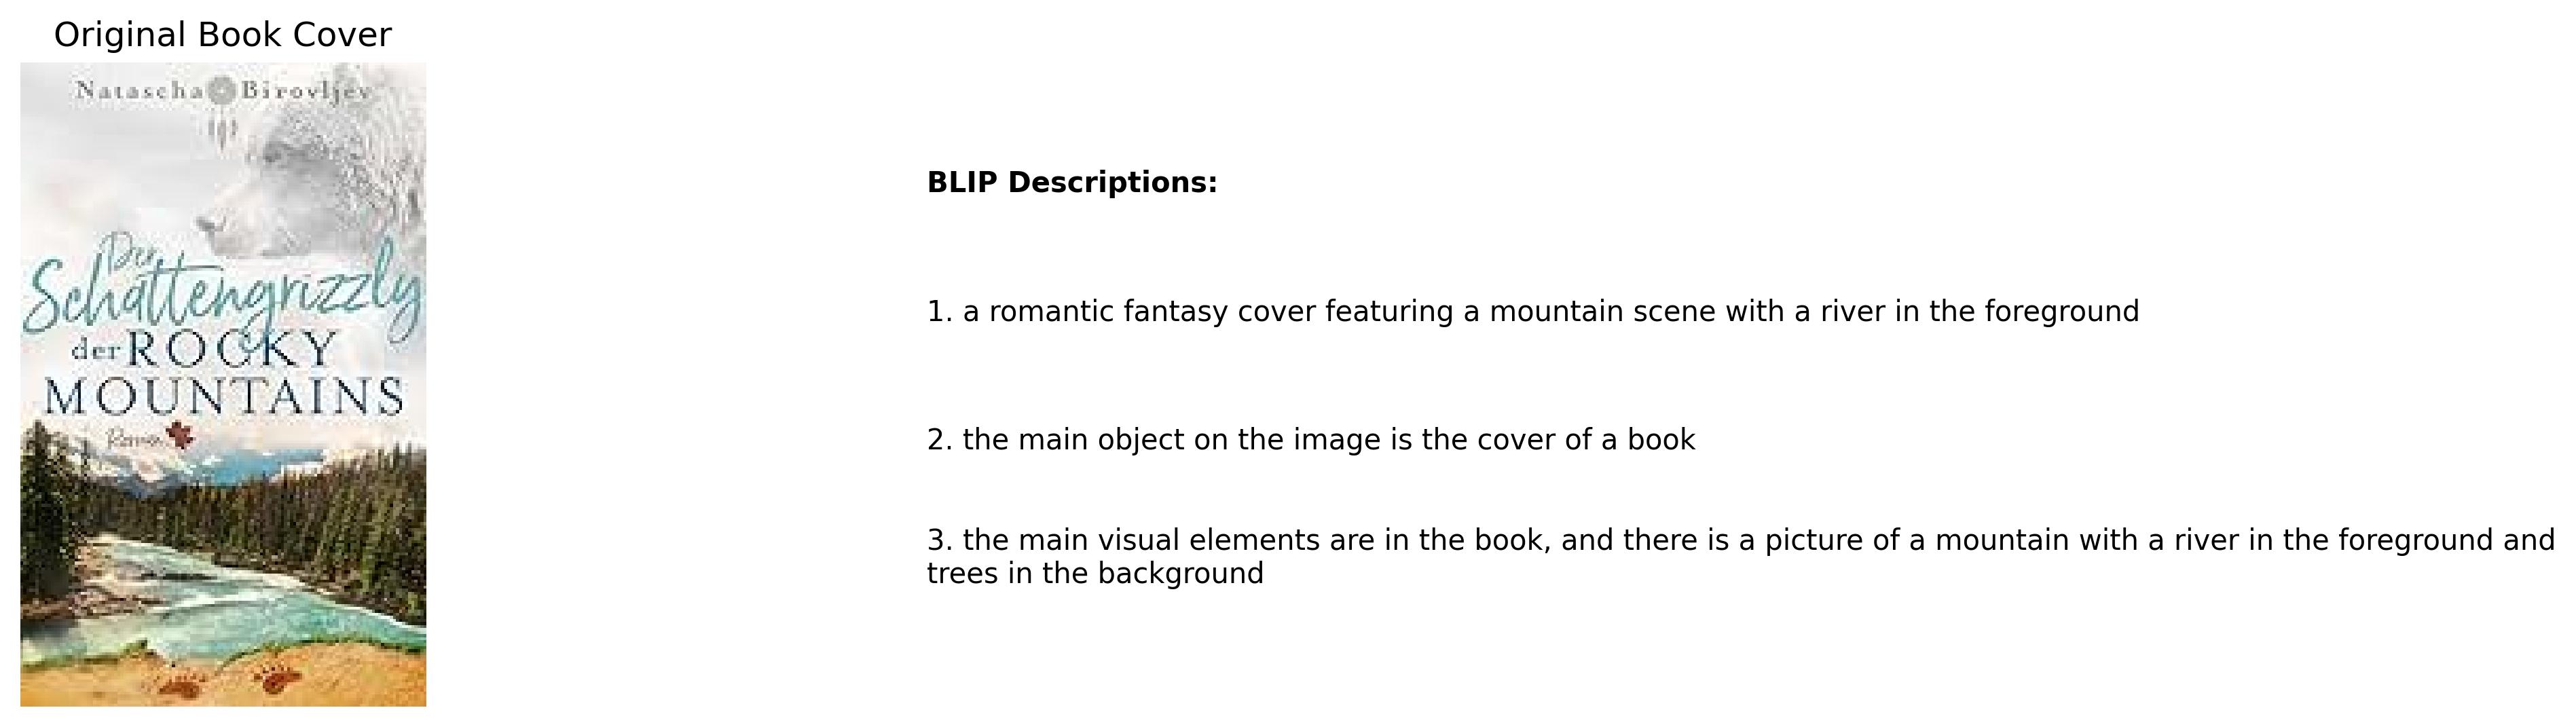 Original Book Cover
Natascha Birovljev
Der
Schattengrizzly
der ROCKY
MOUNTAINS
Roman
BLIP Descriptions:
1. a romantic fantasy cover featuring a mountain scene with a river in the foreground
2. the main object on the image is the cover of a book
3. the main visual elements are in the book, and there is a picture of a mountain with a river in the foreground and
trees in the background